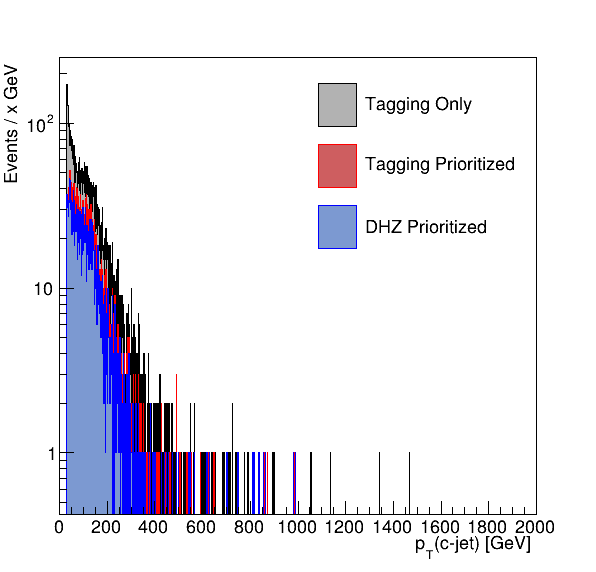 Events / x GeV
10²
10
1
Tagging Only
Tagging Prioritized
DHZ Prioritized
0 200 400 600 800 1000 1200 1400 1600 1800 2000
p_T(c-jet) [GeV]